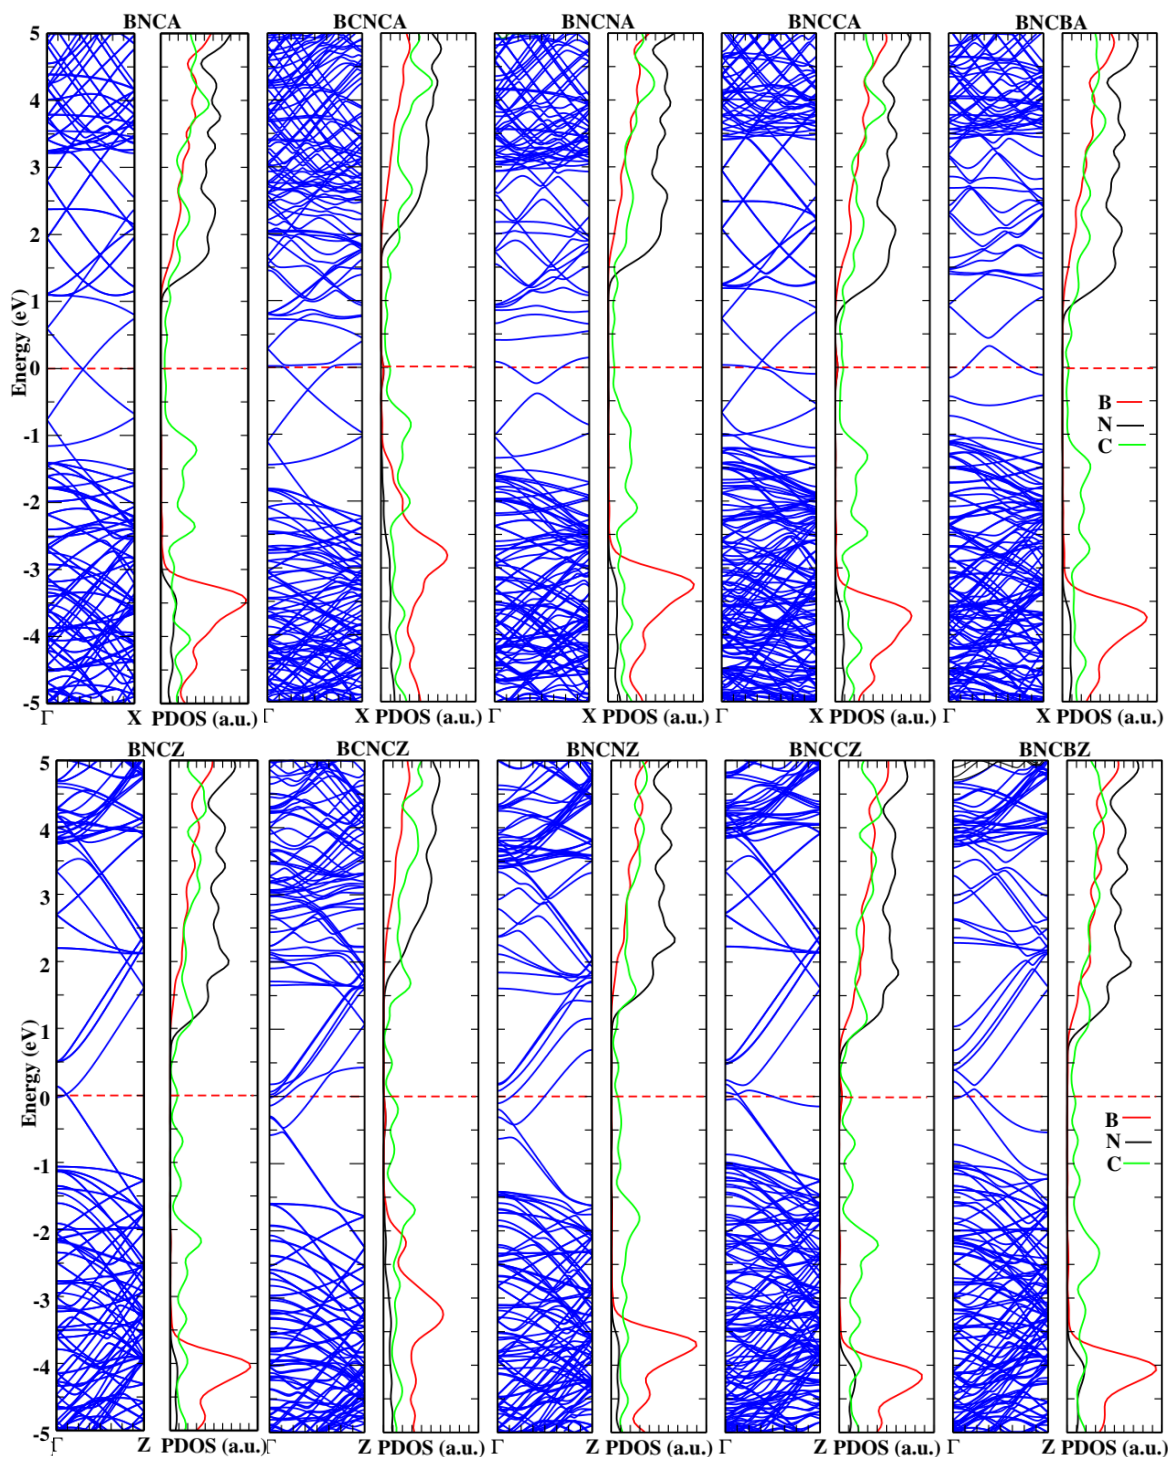 BNCA BCNCA BNCNA BNCCA BNCBA
5
4
3
2
1
0
-1
-2
-3
-4
-5
Energy (eV)
B
N
C
Γ X PDOS (a.u.) Γ X PDOS (a.u.) Γ X PDOS (a.u.) Γ X PDOS (a.u.) Γ X PDOS (a.u.)
BNCZ BCNCZ BNCNZ BNCCZ BNCBZ
5
4
3
2
1
0
-1
-2
-3
-4
-5
Energy (eV)
B
N
C
Γ Z PDOS (a.u.) Γ Z PDOS (a.u.) Γ Z PDOS (a.u.) Γ Z PDOS (a.u.) Γ Z PDOS (a.u.)